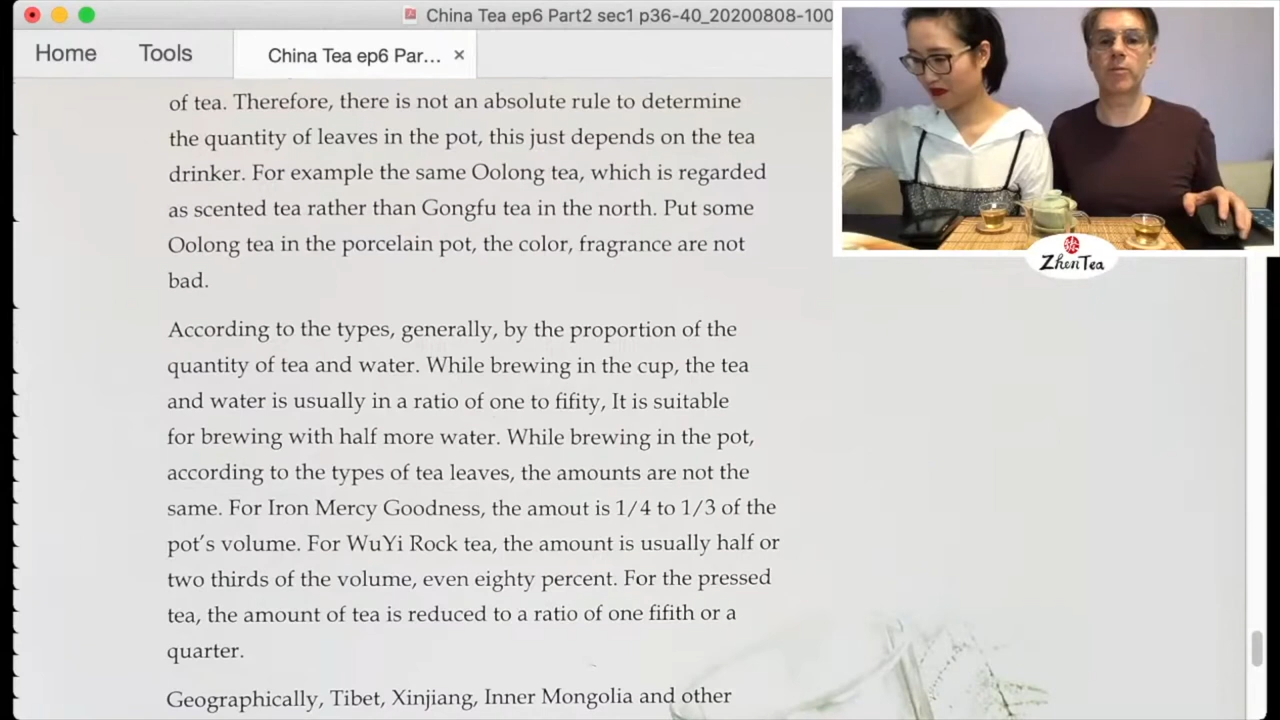 China Tea ep6 Part2 sec1 p36-40_20200808-100
Home
Tools
China Tea ep6 Par...
of tea. Therefore, there is not an absolute rule to determine
the quantity of leaves in the pot, this just depends on the tea
drinker. For example the same Oolong tea, which is regarded
as scented tea rather than Gongfu tea in the north. Put some
Oolong tea in the porcelain pot, the color, fragrance are not
bad.
According to the types, generally, by the proportion of the
quantity of tea and water. While brewing in the cup, the tea
and water is usually in a ratio of one to fifity, It is suitable
for brewing with half more water. While brewing in the pot,
according to the types of tea leaves, the amounts are not the
same. For Iron Mercy Goodness, the amout is 1/4 to 1/3 of the
pot's volume. For WuYi Rock tea, the amount is usually half or
two thirds of the volume, even eighty percent. For the pressed
tea, the amount of tea is reduced to a ratio of one fifith or a
quarter.
Geographically, Tibet, Xinjiang, Inner Mongolia and other
ZhenTea